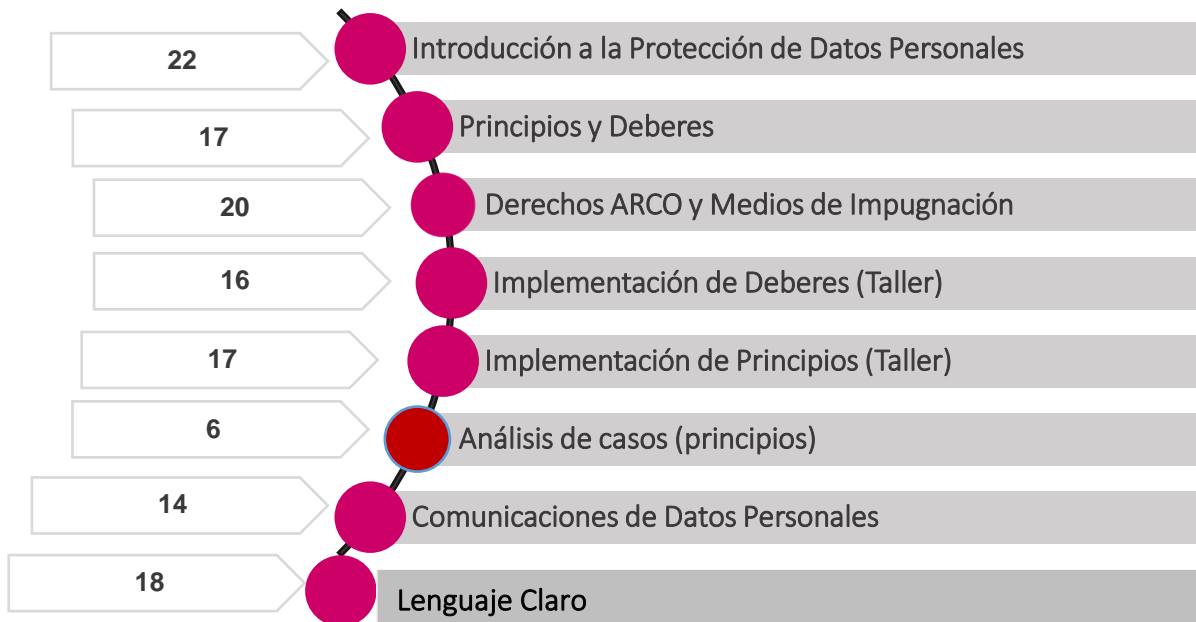 22
Introducción a la Protección de Datos Personales
17
Principios y Deberes
20
Derechos ARCO y Medios de Impugnación
16
Implementación de Deberes (Taller)
17
Implementación de Principios (Taller)
6
Análisis de casos (principios)
14
Comunicaciones de Datos Personales
18
Lenguaje Claro